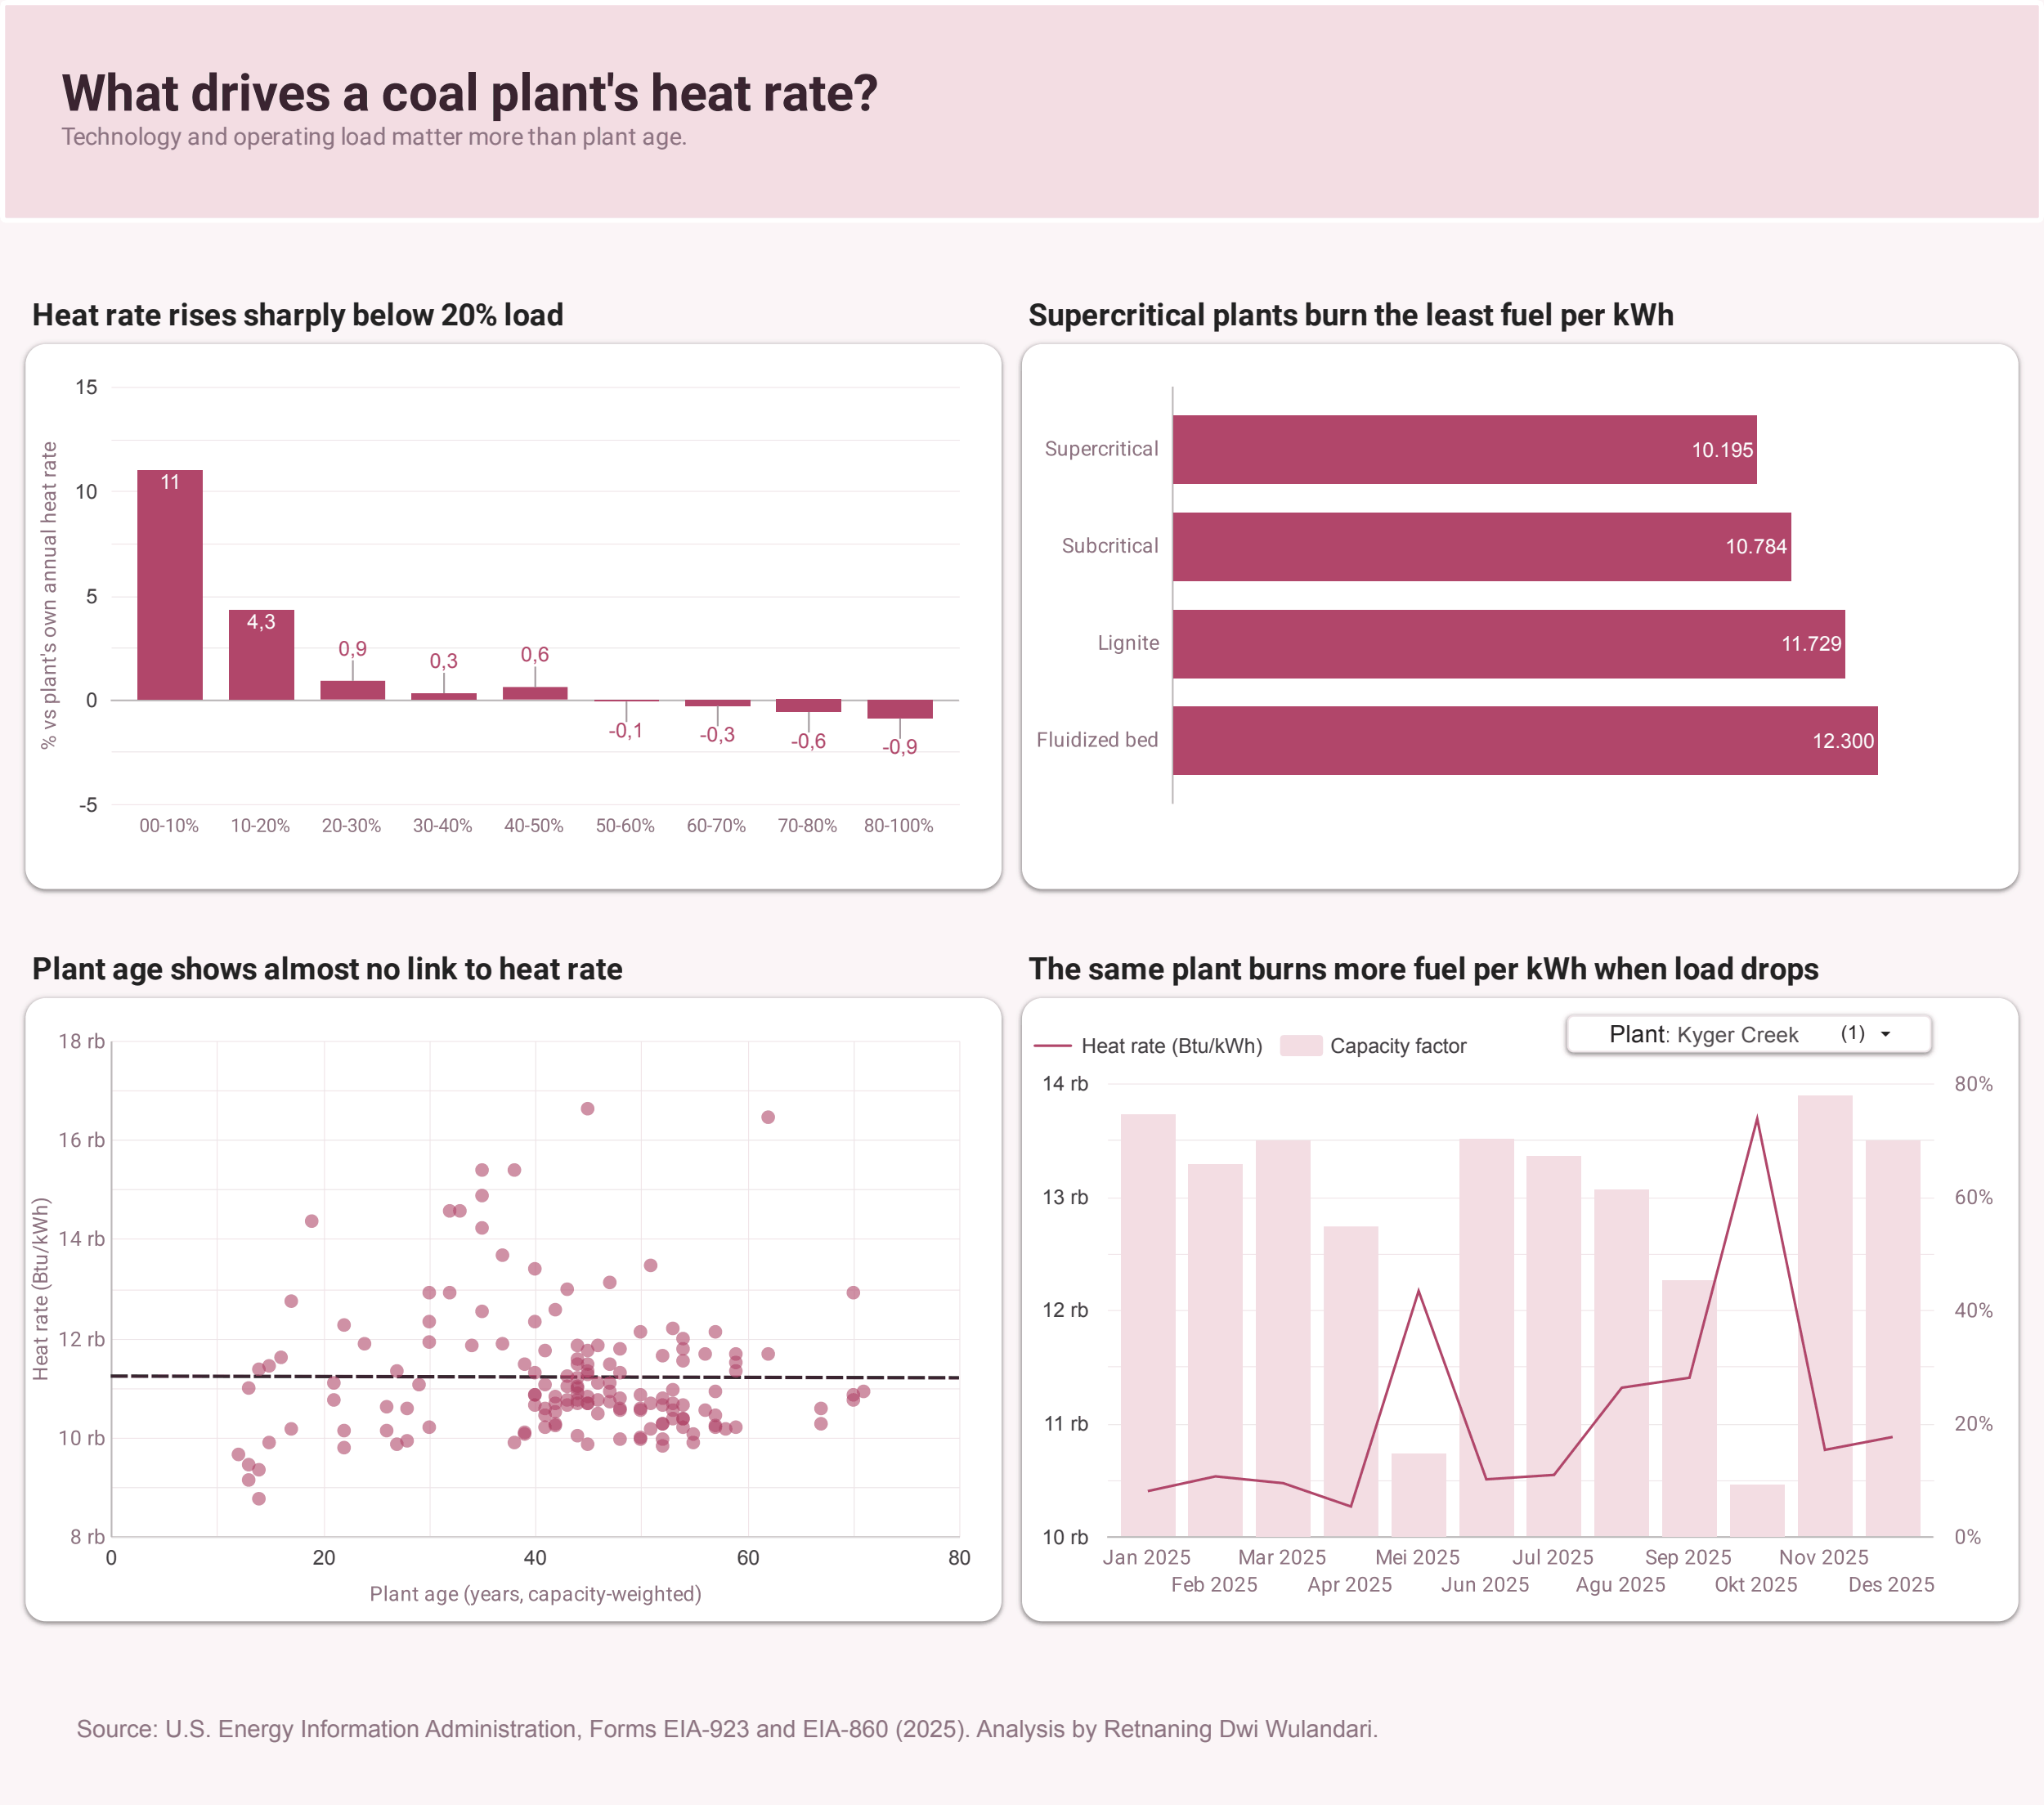 What drives a coal plant's heat rate?
Technology and operating load matter more than plant age.
Heat rate rises sharply below 20% load
% vs plant's own annual heat rate
15
10
5
0
-5
11
4,3
0,9
0,3
0,6
-0,1
-0,3
-0,6
-0,9
00-10%
10-20%
20-30%
30-40%
40-50%
50-60%
60-70%
70-80%
80-100%
Supercritical plants burn the least fuel per kWh
Supercritical
10.195
Subcritical
10.784
Lignite
11.729
Fluidized bed
12.300
Plant age shows almost no link to heat rate
Heat rate (Btu/kWh)
18 rb
16 rb
14 rb
12 rb
10 rb
8 rb
0
20
40
60
80
Plant age (years, capacity-weighted)
The same plant burns more fuel per kWh when load drops
Plant: Kyger Creek (1)
Heat rate (Btu/kWh)
Capacity factor
14 rb
13 rb
12 rb
11 rb
10 rb
80%
60%
40%
20%
0%
Jan 2025
Feb 2025
Mar 2025
Apr 2025
Mei 2025
Jun 2025
Jul 2025
Agu 2025
Sep 2025
Okt 2025
Nov 2025
Des 2025
Source: U.S. Energy Information Administration, Forms EIA-923 and EIA-860 (2025). Analysis by Retnaning Dwi Wulandari.